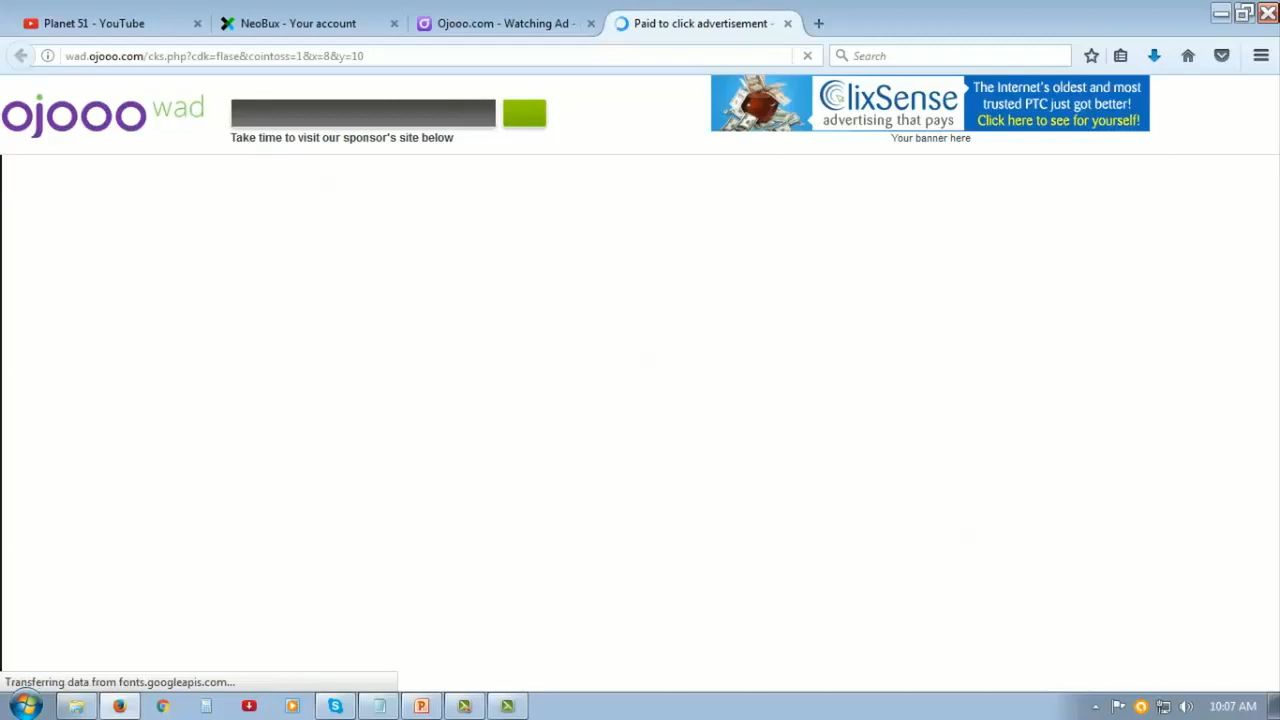 Planet 51 - YouTube
NeoBux - Your account
Ojooo.com - Watching Ad -
Paid to click advertisement -
wad.ojooo.com/cks.php?cdk=flase&cointoss=1&x=8&y=10
Search
ojooo wad
Take time to visit our sponsor's site below
ClixSense
advertising that pays
The Internet's oldest and most
trusted PTC just got better!
Click here to see for yourself!
Your banner here
Transferring data from fonts.googleapis.com...
10:07 AM